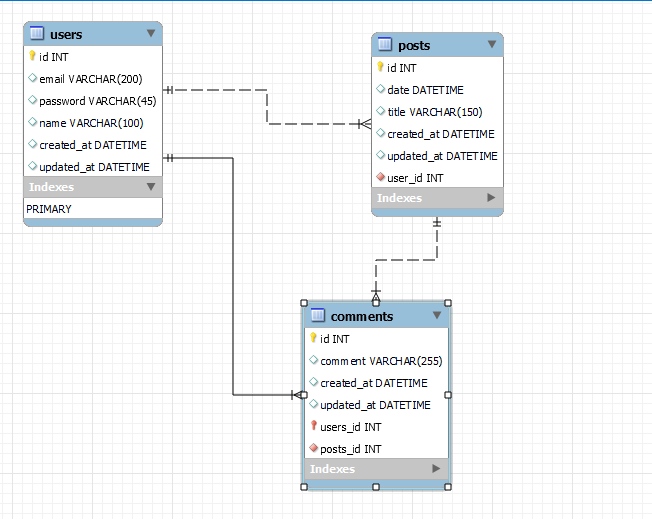 users
id INT
email VARCHAR(200)
password VARCHAR(45)
name VARCHAR(100)
created_at DATETIME
updated_at DATETIME
Indexes
PRIMARY
posts
id INT
date DATETIME
title VARCHAR(150)
created_at DATETIME
updated_at DATETIME
user_id INT
Indexes
comments
id INT
comment VARCHAR(255)
created_at DATETIME
updated_at DATETIME
users_id INT
posts_id INT
Indexes